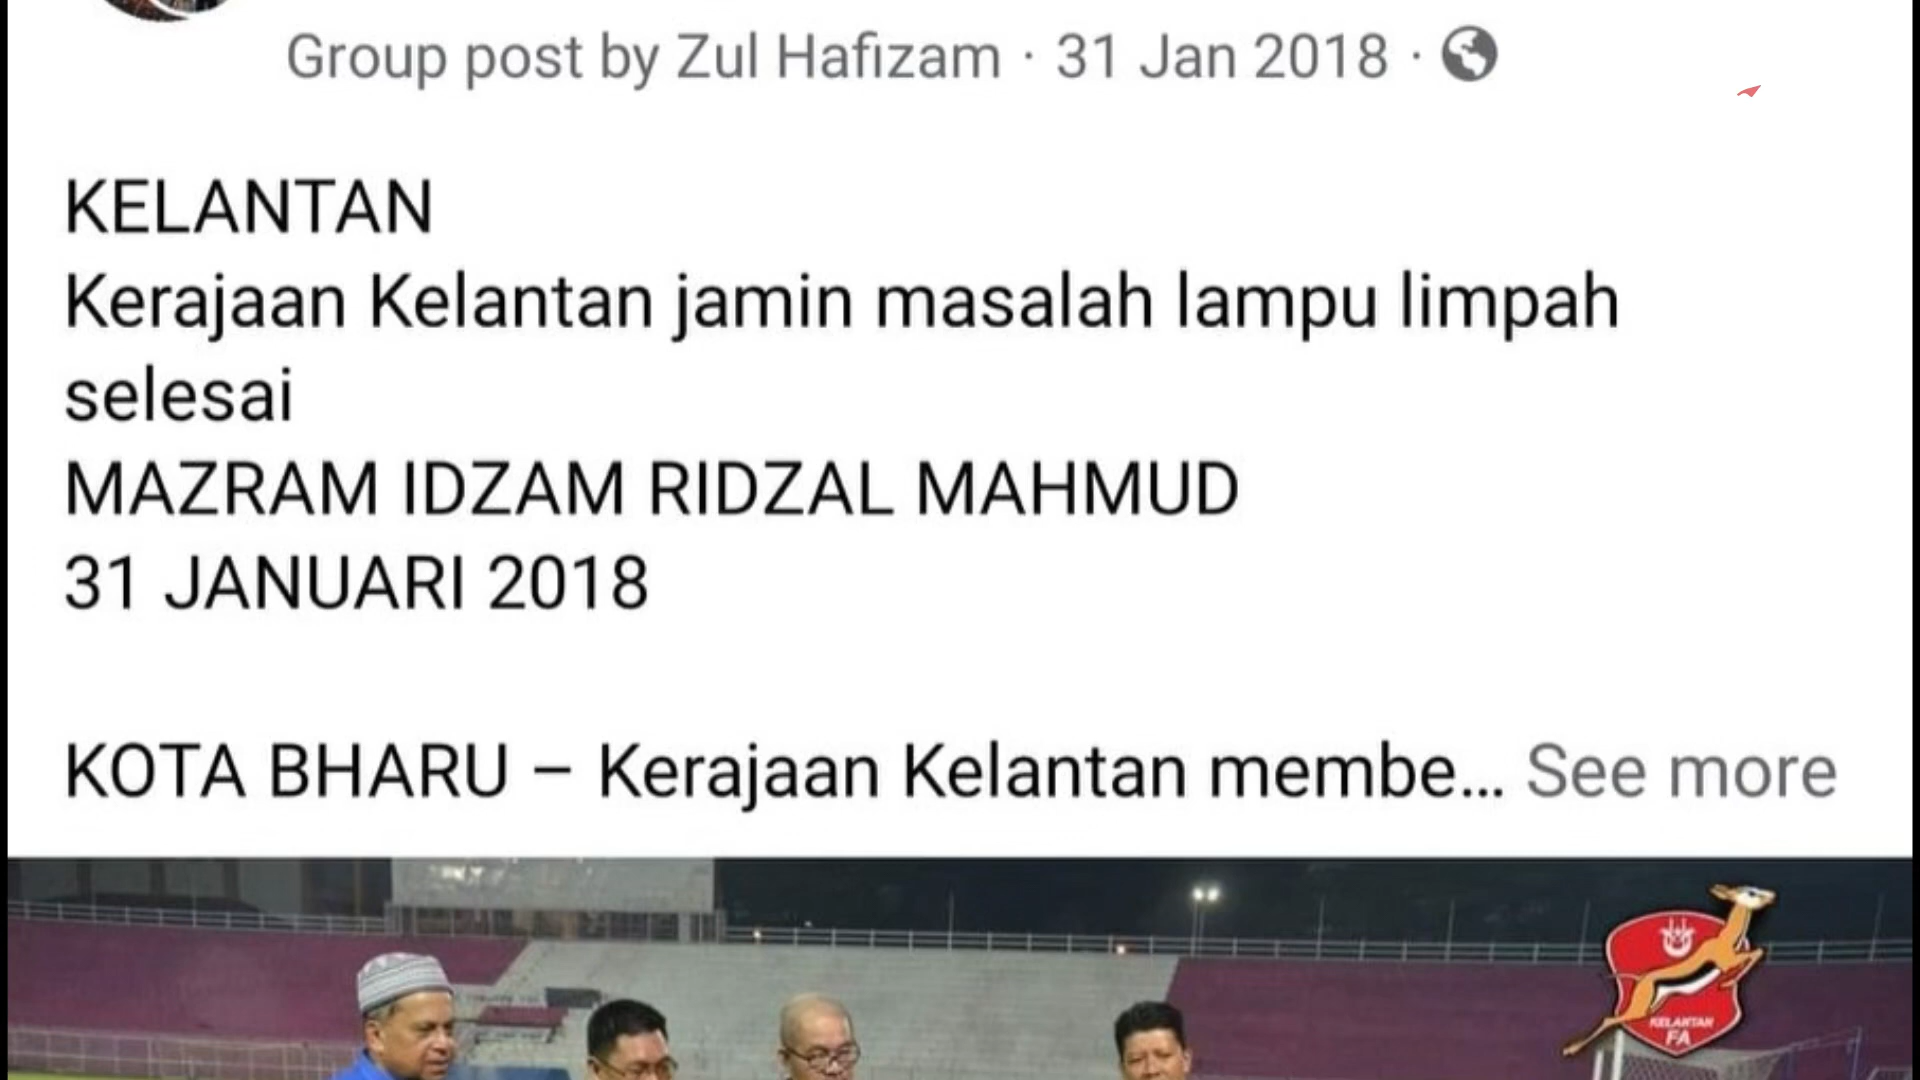 Group post by Zul Hafizam · 31 Jan 2018 ·
KELANTAN
Kerajaan Kelantan jamin masalah lampu limpah
selesai
MAZRAM IDZAM RIDZAL MAHMUD
31 JANUARI 2018
KOTA BHARU – Kerajaan Kelantan membe... See more
KELANTAN
FA